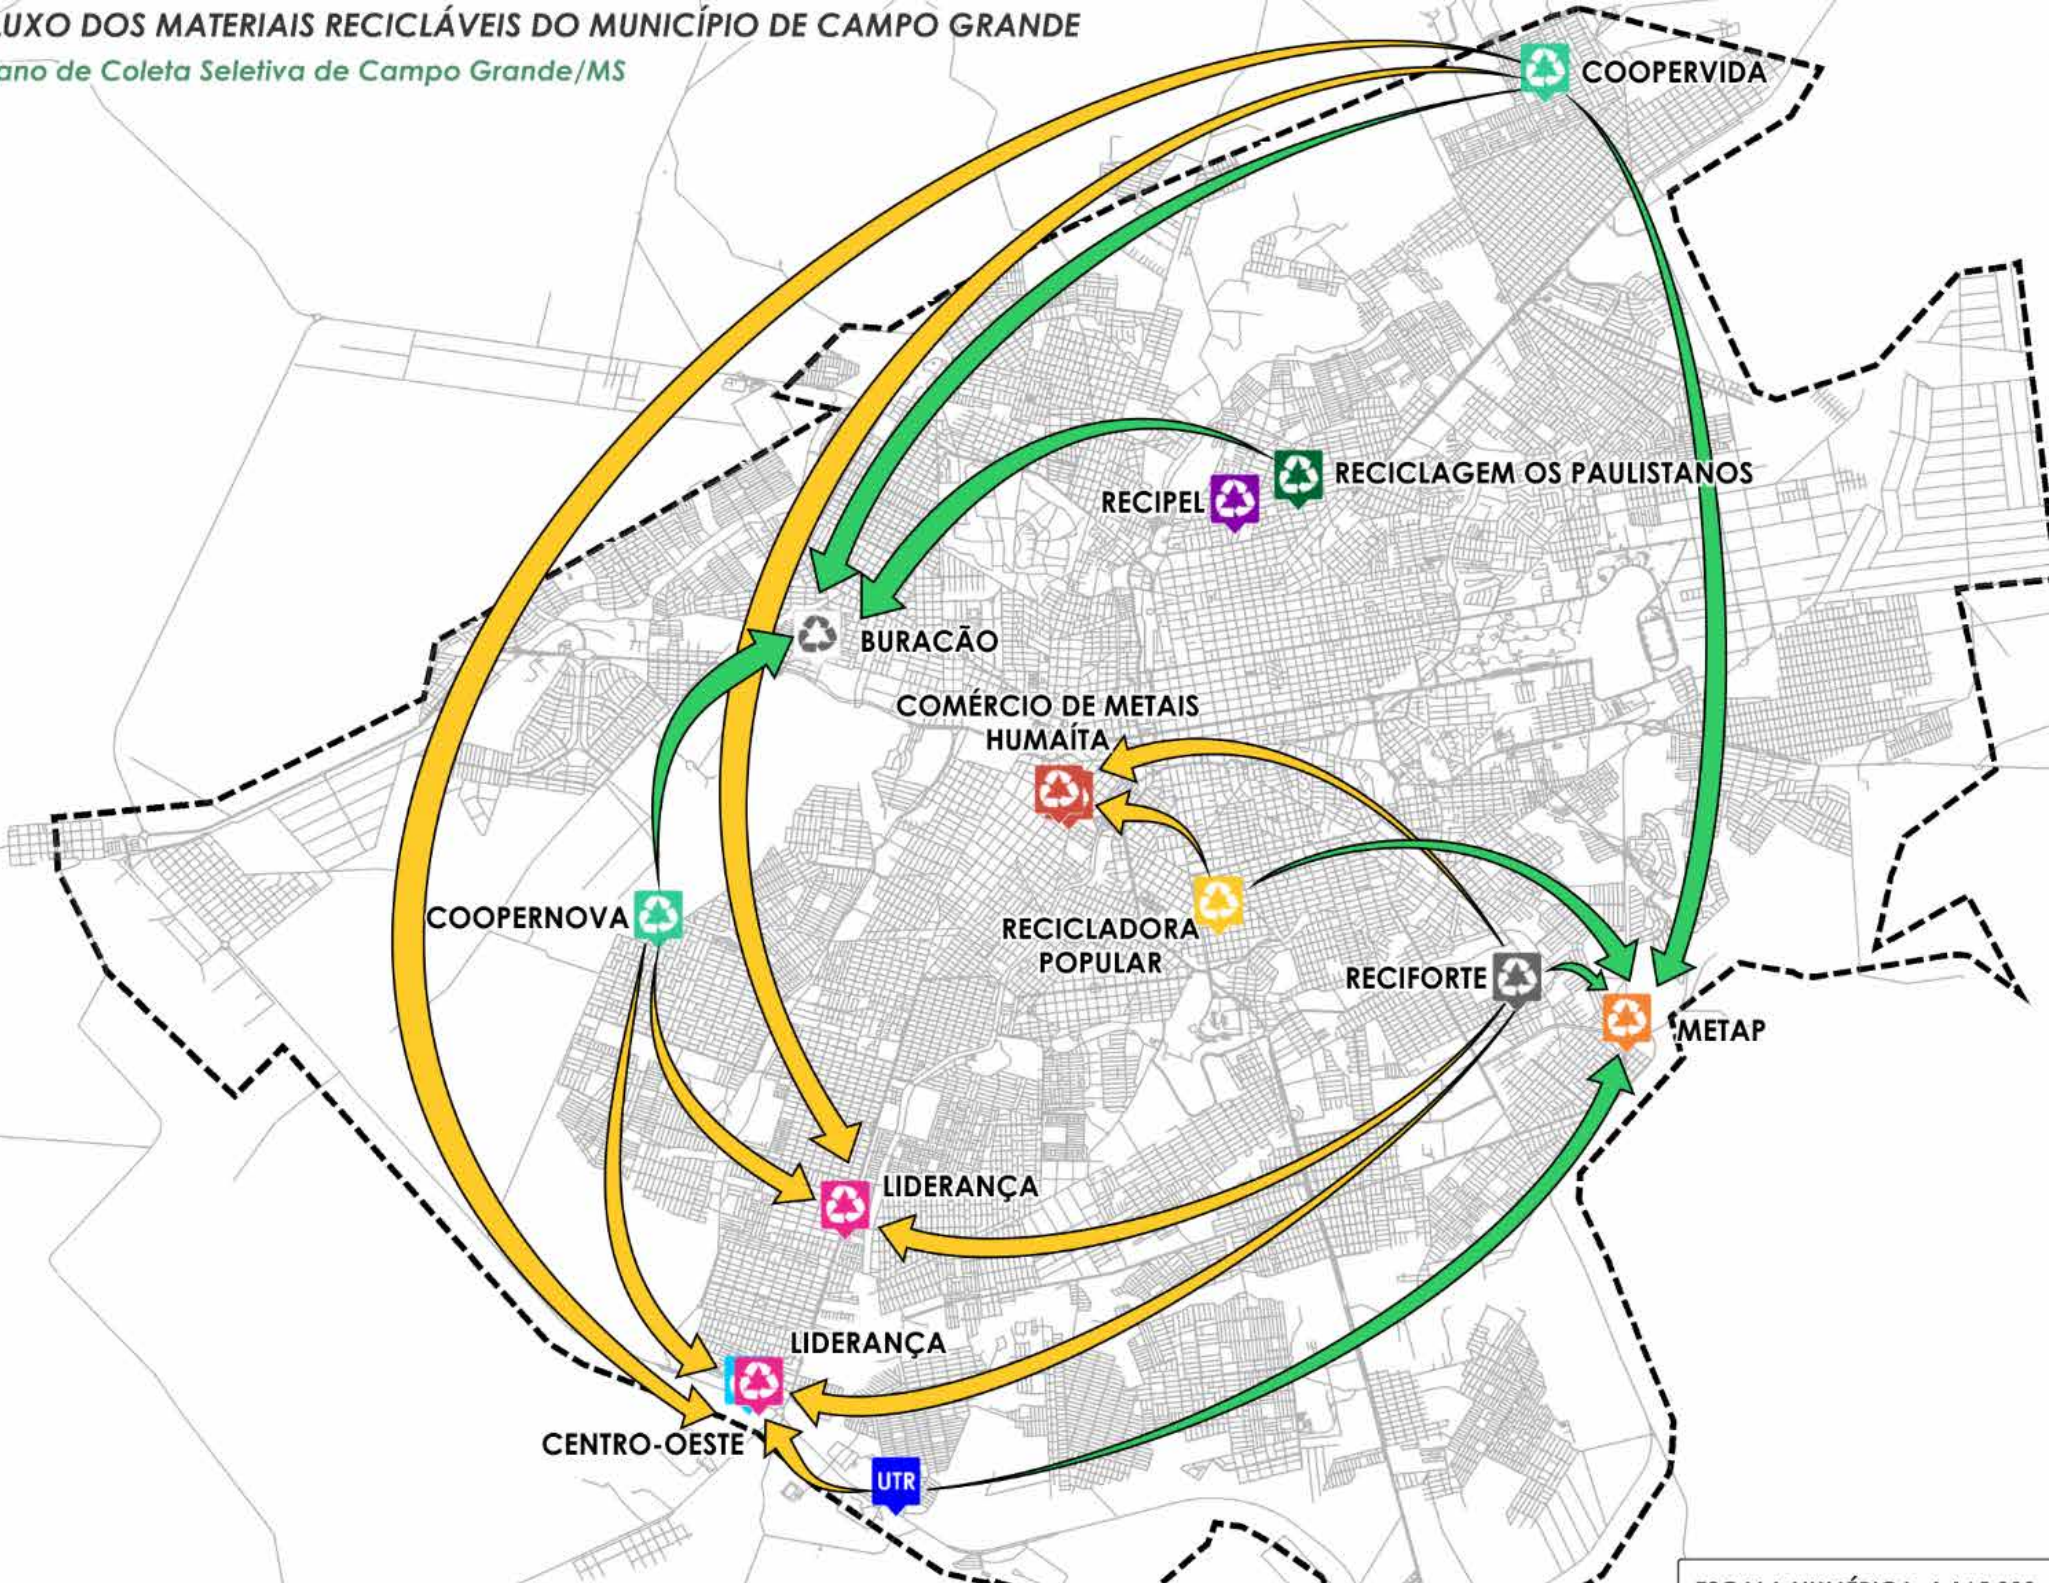 UXO DOS MATERIAIS RECICLÁVEIS DO MUNICÍPIO DE CAMPO GRANDE
ano de Coleta Seletiva de Campo Grande/MS
COOPERVIDA
RECICLAGEM OS PAULISTANOS
RECIPEL
BURACÃO
COMÉRCIO DE METAIS
HUMAÍTA
COOPERNOVA
RECICLADORA
POPULAR
RECIFORTE
METAP
LIDERANÇA
LIDERANÇA
CENTRO-OESTE
UTR